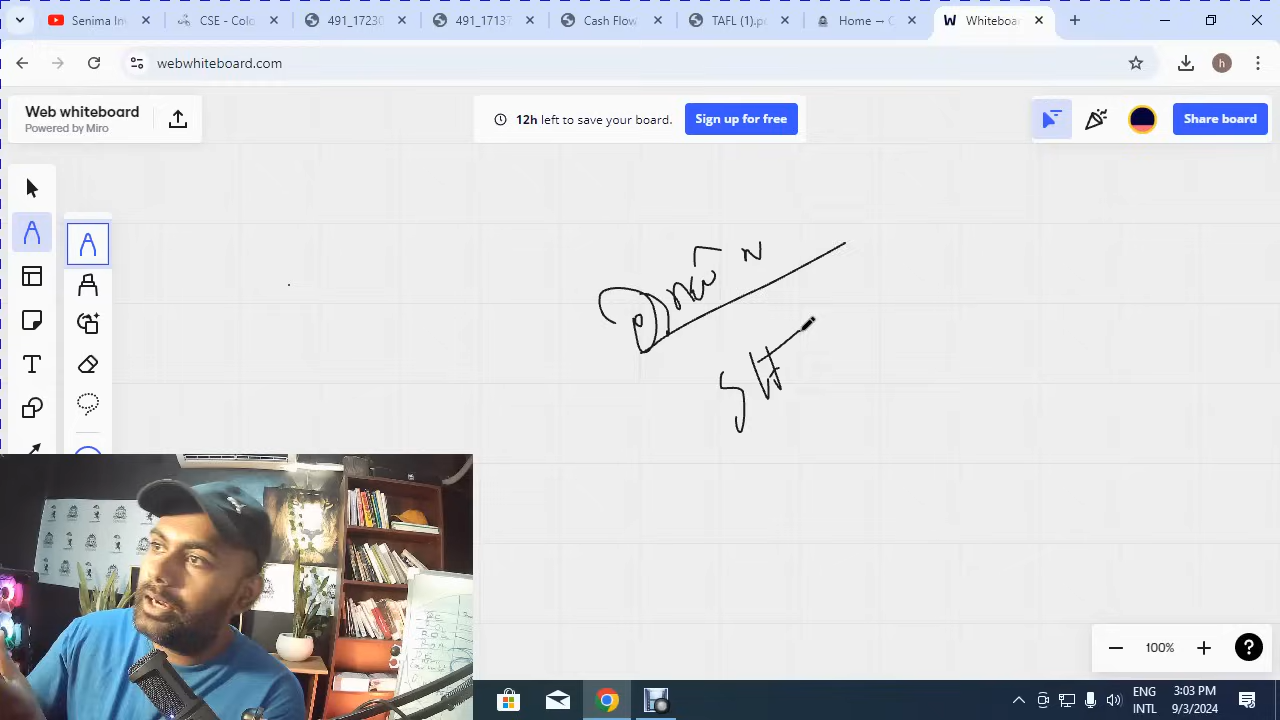 Senima In
CSE - Colo
491_17230
491_17137
Cash Flow
TAFL (1).p
Home — C
Whiteboar
webwhiteboard.com
h
Web whiteboard
Powered by Miro
12h left to save your board.
Sign up for free
Share board
100%
ENG
INTL
3:03 PM
9/3/2024